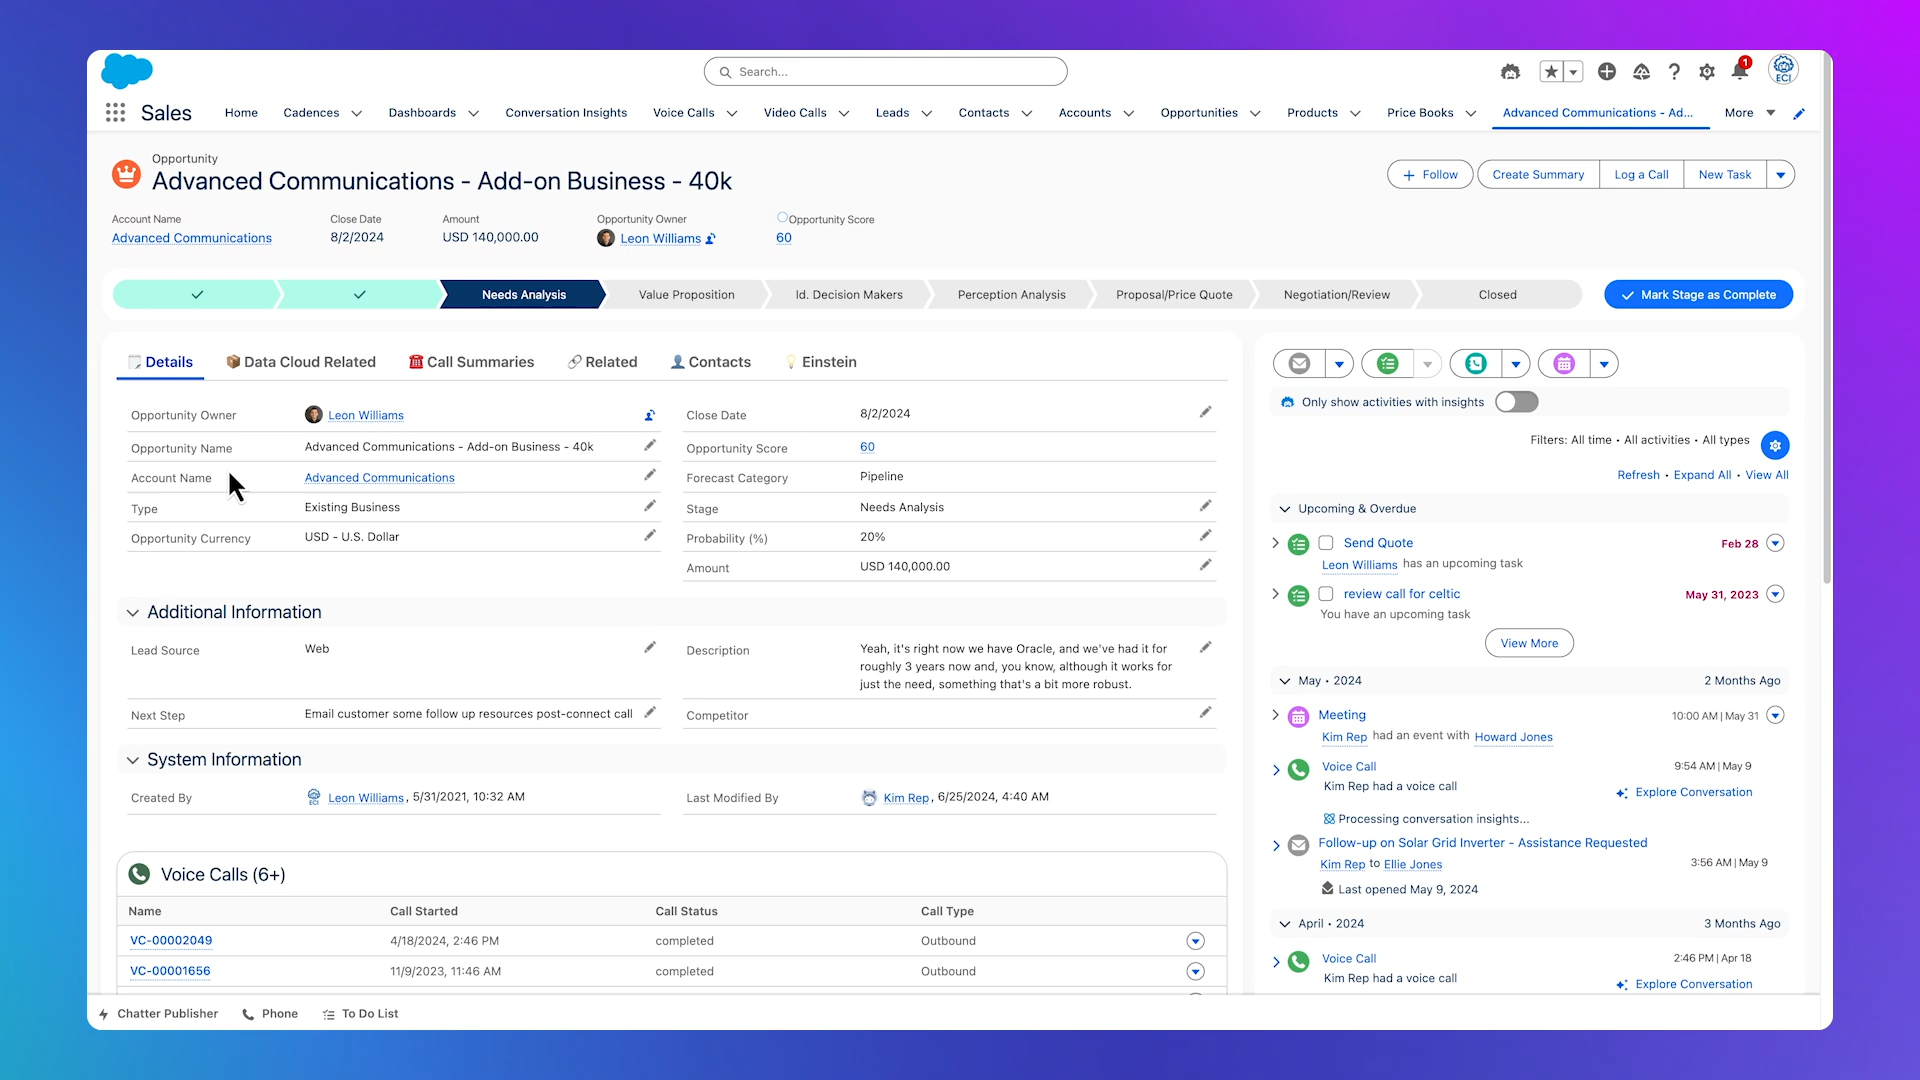 Search...
1
ECI
Sales
Home
Cadences
Dashboards
Conversation Insights
Voice Calls
Video Calls
Leads
Contacts
Accounts
Opportunities
Products
Price Books
Advanced Communications - Ad...
More
Opportunity
Advanced Communications - Add-on Business - 40k
Follow
Create Summary
Log a Call
New Task
Account Name
Close Date
Amount
Opportunity Owner
Opportunity Score
Advanced Communications
8/2/2024
USD 140,000.00
Leon Williams
60
Needs Analysis
Value Proposition
Id. Decision Makers
Perception Analysis
Proposal/Price Quote
Negotiation/Review
Closed
Mark Stage as Complete
Details
Data Cloud Related
Call Summaries
Related
Contacts
Einstein
Opportunity Owner
Leon Williams
Close Date
8/2/2024
Opportunity Name
Advanced Communications - Add-on Business - 40k
Opportunity Score
60
Account Name
Advanced Communications
Forecast Category
Pipeline
Type
Existing Business
Stage
Needs Analysis
Opportunity Currency
USD - U.S. Dollar
Probability (%)
20%
Amount
USD 140,000.00
Additional Information
Lead Source
Web
Description
Yeah, it's right now we have Oracle, and we've had it for
roughly 3 years now and, you know, although it works for
just the need, something that's a bit more robust.
Next Step
Email customer some follow up resources post-connect call
Competitor
System Information
Created By
ECI
Leon Williams, 5/31/2021, 10:32 AM
Last Modified By
Kim Rep, 6/25/2024, 4:40 AM
Voice Calls (6+)
Name
Call Started
Call Status
Call Type
VC-00002049
4/18/2024, 2:46 PM
completed
Outbound
VC-00001656
11/9/2023, 11:46 AM
completed
Outbound
Only show activities with insights
Filters: All time • All activities • All types
Refresh • Expand All • View All
Upcoming & Overdue
Send Quote
Feb 28
Leon Williams has an upcoming task
review call for celtic
May 31, 2023
You have an upcoming task
View More
May • 2024
2 Months Ago
Meeting
10:00 AM | May 31
Kim Rep had an event with Howard Jones
Voice Call
9:54 AM | May 9
Kim Rep had a voice call
Explore Conversation
Processing conversation insights...
Follow-up on Solar Grid Inverter - Assistance Requested
Kim Rep to Ellie Jones
3:56 AM | May 9
Last opened May 9, 2024
April • 2024
3 Months Ago
Voice Call
2:46 PM | Apr 18
Kim Rep had a voice call
Explore Conversation
Chatter Publisher
Phone
To Do List